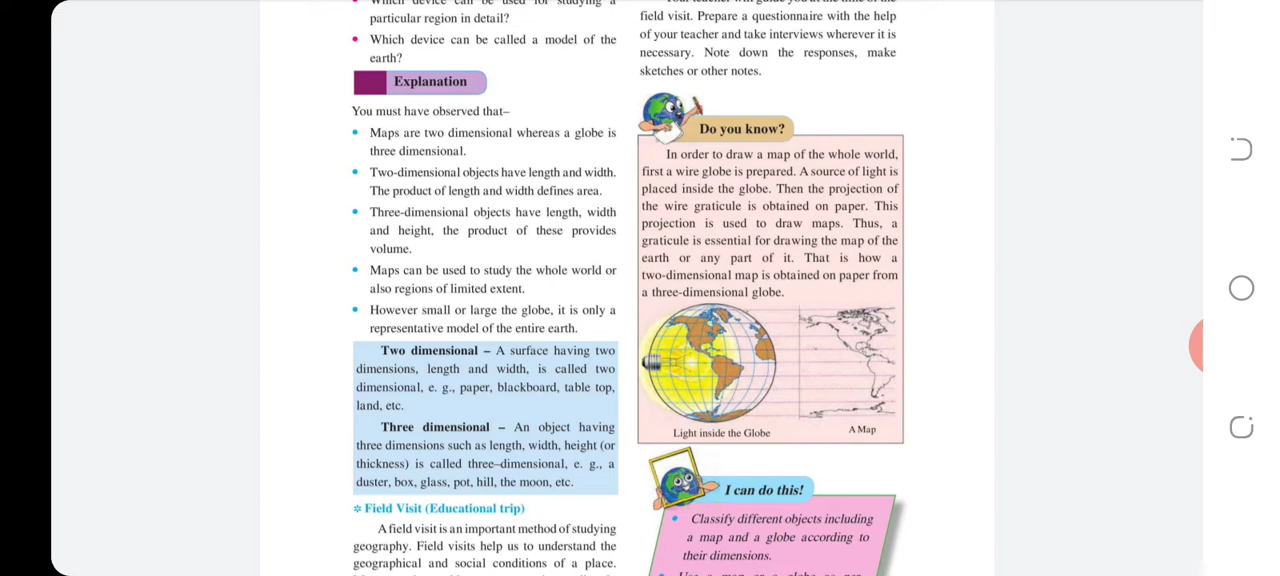 Which device can be used for studying a
particular region in detail?
Which device can be called a model of the
earth?
Explanation
You must have observed that–
Maps are two dimensional whereas a globe is
three dimensional.
Two-dimensional objects have length and width.
The product of length and width defines area.
Three-dimensional objects have length, width
and height, the product of these provides
volume.
Maps can be used to study the whole world or
also regions of limited extent.
However small or large the globe, it is only a
representative model of the entire earth.
Two dimensional – A surface having two
dimensions, length and width, is called two
dimensional, e. g., paper, blackboard, table top,
land, etc.
Three dimensional – An object having
three dimensions such as length, width, height (or
thickness) is called three–dimensional, e. g., a
duster, box, glass, pot, hill, the moon, etc.
Field Visit (Educational trip)
A field visit is an important method of studying
geography. Field visits help us to understand the
geographical and social conditions of a place.
field visit. Prepare a questionnaire with the help
of your teacher and take interviews wherever it is
necessary. Note down the responses, make
sketches or other notes.
Do you know?
In order to draw a map of the whole world,
first a wire globe is prepared. A source of light is
placed inside the globe. Then the projection of
the wire graticule is obtained on paper. This
projection is used to draw maps. Thus, a
graticule is essential for drawing the map of the
earth or any part of it. That is how a
two-dimensional map is obtained on paper from
a three-dimensional globe.
Light inside the Globe
A Map
I can do this!
Classify different objects including
a map and a globe according to
their dimensions.